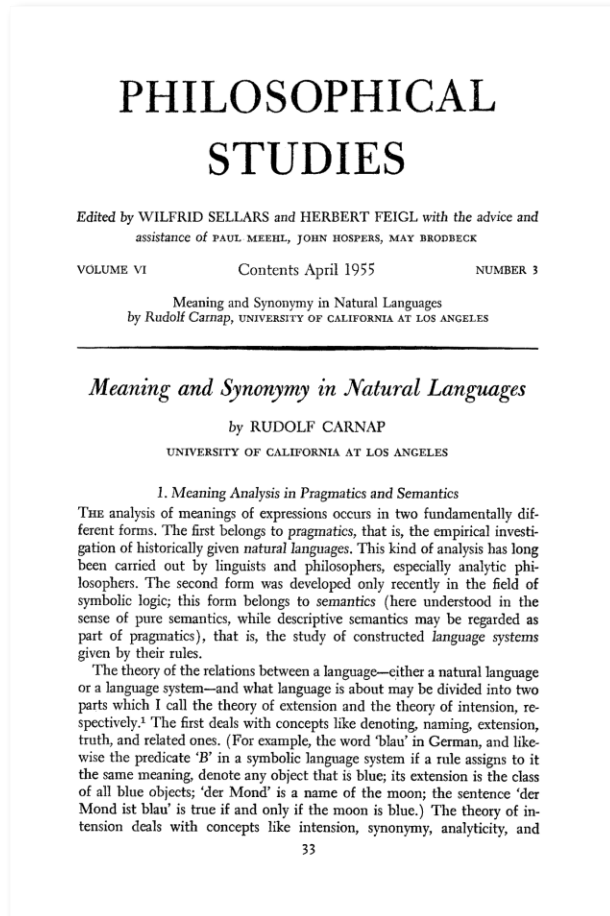 PHILOSOPHICAL
STUDIES
Edited by WILFRID SELLARS and HERBERT FEIGL with the advice and
assistance of PAUL MEEHL, JOHN HOSPERS, MAY BRODBECK
VOLUME VI Contents April 1955 NUMBER 3
Meaning and Synonymy in Natural Languages
by Rudolf Carnap, UNIVERSITY OF CALIFORNIA AT LOS ANGELES
Meaning and Synonymy in Natural Languages
by RUDOLF CARNAP
UNIVERSITY OF CALIFORNIA AT LOS ANGELES
1. Meaning Analysis in Pragmatics and Semantics
THE analysis of meanings of expressions occurs in two fundamentally dif-
ferent forms. The first belongs to pragmatics, that is, the empirical investi-
gation of historically given natural languages. This kind of analysis has long
been carried out by linguists and philosophers, especially analytic phi-
losophers. The second form was developed only recently in the field of
symbolic logic; this form belongs to semantics (here understood in the
sense of pure semantics, while descriptive semantics may be regarded as
part of pragmatics), that is, the study of constructed language systems
given by their rules.
The theory of the relations between a language—either a natural language
or a language system—and what language is about may be divided into two
parts which I call the theory of extension and the theory of intension, re-
spectively.¹ The first deals with concepts like denoting, naming, extension,
truth, and related ones. (For example, the word 'blau' in German, and like-
wise the predicate 'B' in a symbolic language system if a rule assigns to it
the same meaning, denote any object that is blue; its extension is the class
of all blue objects; 'der Mond' is a name of the moon; the sentence 'der
Mond ist blau' is true if and only if the moon is blue.) The theory of in-
tension deals with concepts like intension, synonymy, analyticity, and
33